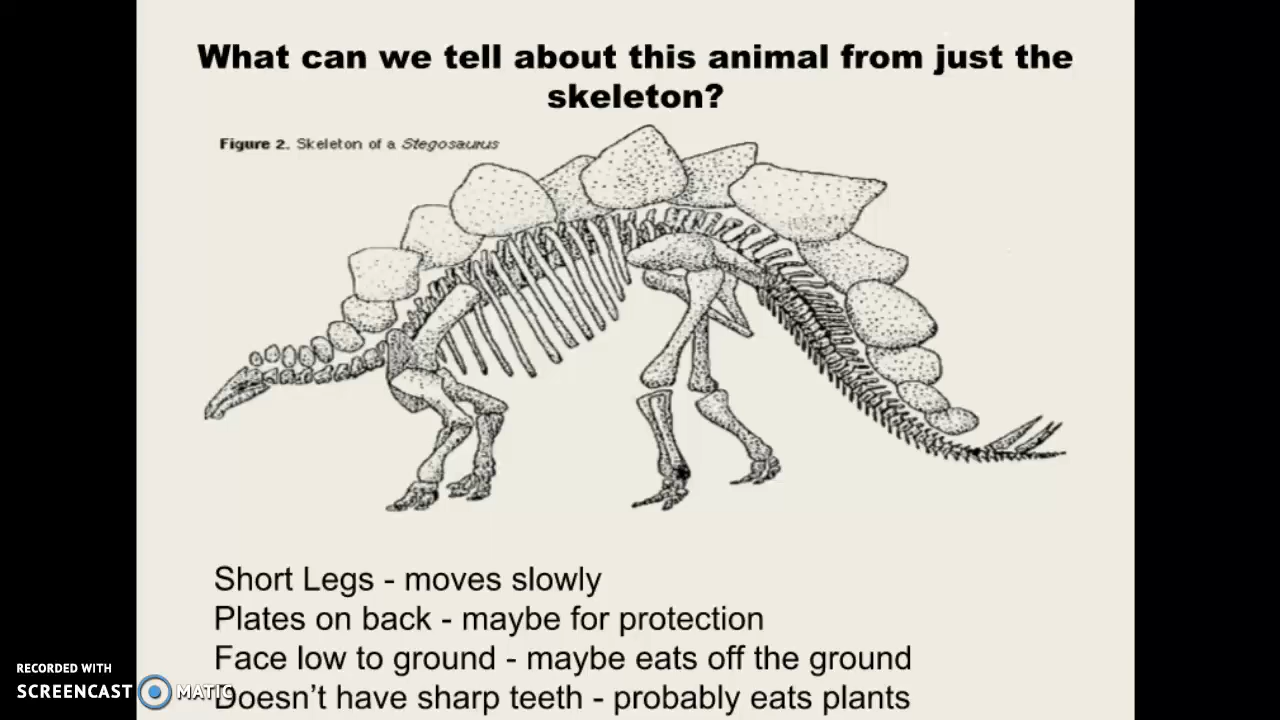 What can we tell about this animal from just the
skeleton?
Figure 2. Skeleton of a Stegosaurus
Short Legs - moves slowly
Plates on back - maybe for protection
Face low to ground - maybe eats off the ground
Doesn't have sharp teeth - probably eats plants
RECORDED WITH
SCREENCAST MATIC